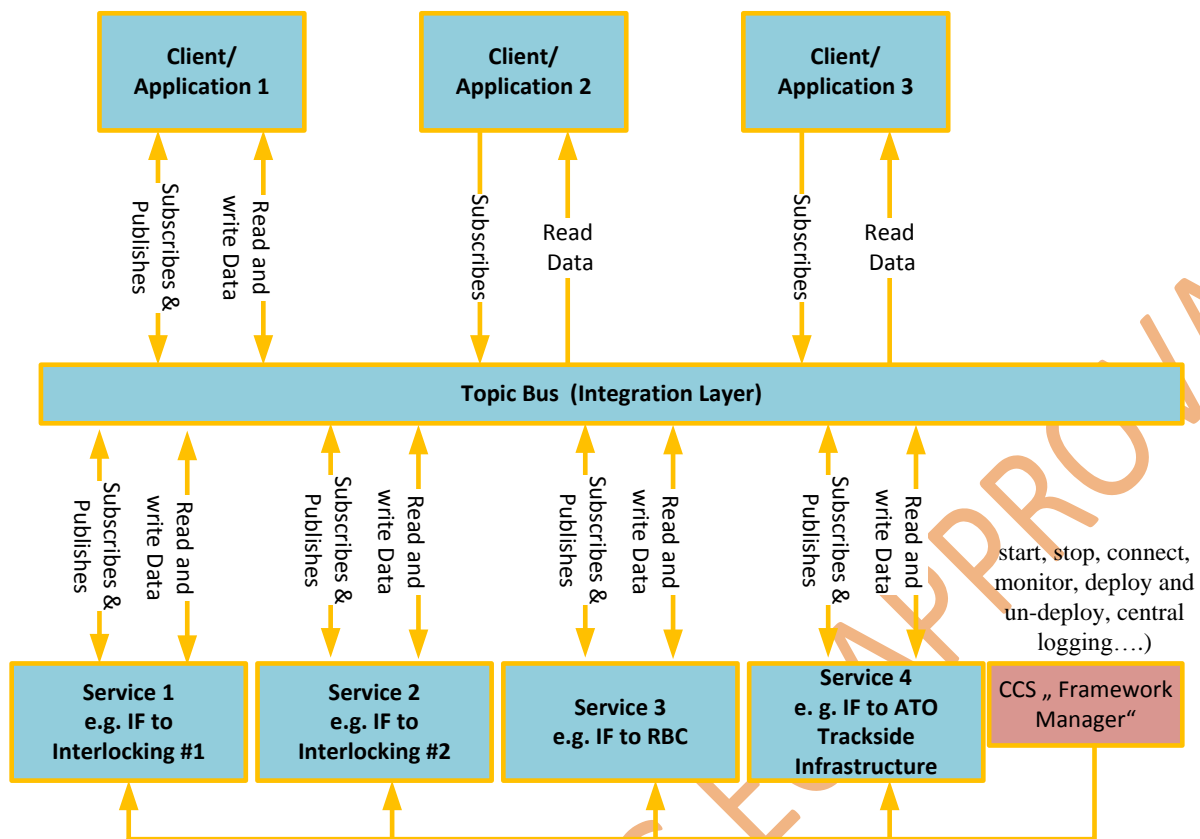 Client/
Application 1
Client/
Application 2
Client/
Application 3
Subscribes &
Publishes
Read and
write Data
Subscribes
Read
Data
Subscribes
Read
Data
Topic Bus  (Integration Layer)
Subscribes &
Publishes
Read and
write Data
Subscribes &
Publishes
Read and
write Data
Subscribes &
Publishes
Read and
write Data
Subscribes &
Publishes
Read and
write Data
start, stop, connect,
monitor, deploy and
un-deploy, central
logging….)
Service 1
e.g. IF to
Interlocking #1
Service 2
e.g. IF to
Interlocking #2
Service 3
e.g. IF to RBC
Service 4
e. g. IF to ATO
Trackside
Infrastructure
CCS „ Framework
Manager“